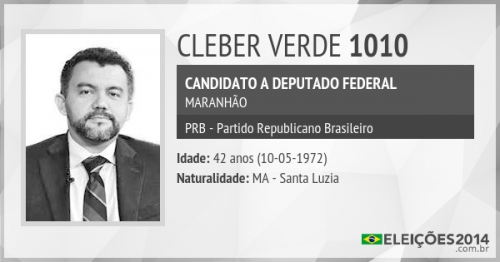 CLEBER VERDE 1010
CANDIDATO A DEPUTADO FEDERAL
MARANHÃO
PRB - Partido Republicano Brasileiro
Idade: 42 anos (10-05-1972)
Naturalidade: MA - Santa Luzia
ELEIÇÕES2014
.com.br